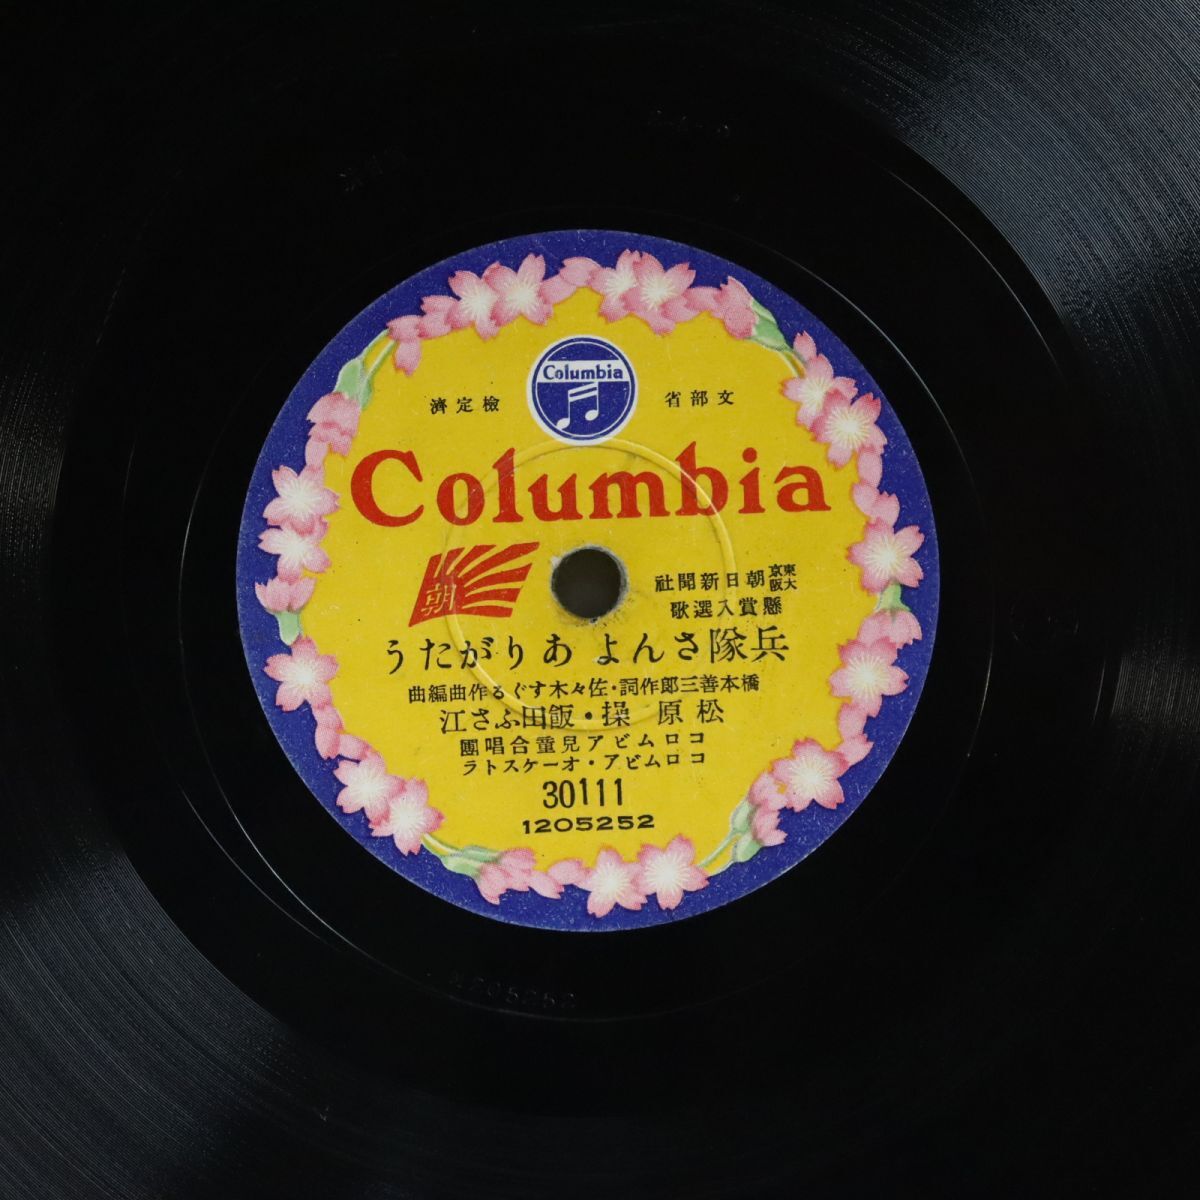 Columbia
文部省 檢定濟
Columbia
朝
東京大阪朝日新聞社
懸賞入選歌
兵隊さんよありがたう
橋本善三郎作詞・佐々木すぐる作曲編曲
松原操・飯田ふさ江
コロムビア兒童合唱團
コロムビア・オーケストラ
30111
1205252